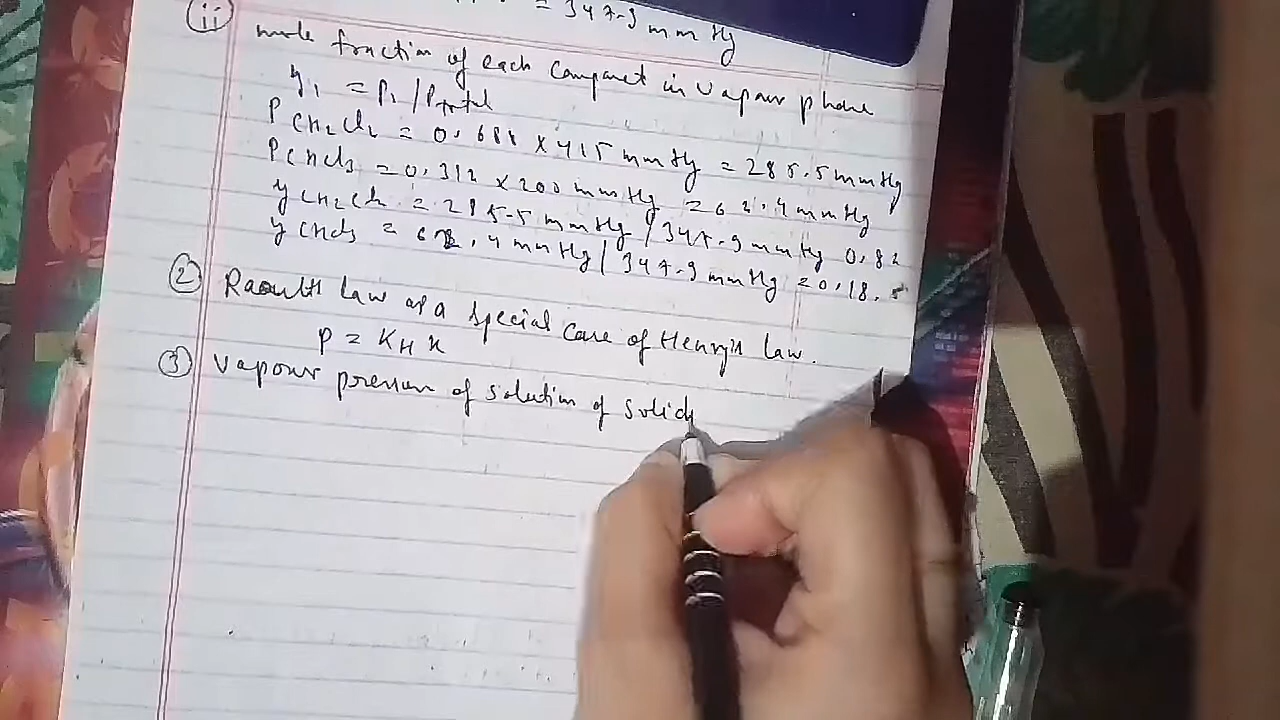 = 347.9 mm Hg
(ii) mole fraction of each componet in vapour phase
y1 = P1 / Ptotal
P CH2Cl2 = 0.688 × 415 mm Hg = 285.5 mm Hg
P CHCl3 = 0.312 × 200 mm Hg = 62.4 mm Hg
y CH2Cl2 = 285.5 mm Hg / 347.9 mm Hg 0.82
y CHCl3 = 62.4 mm Hg / 347.9 mm Hg = 0.18.
(2) Raoult's Law as a special case of Henry's law.
P = KH x
(3) Vapour pressure of solution of solid